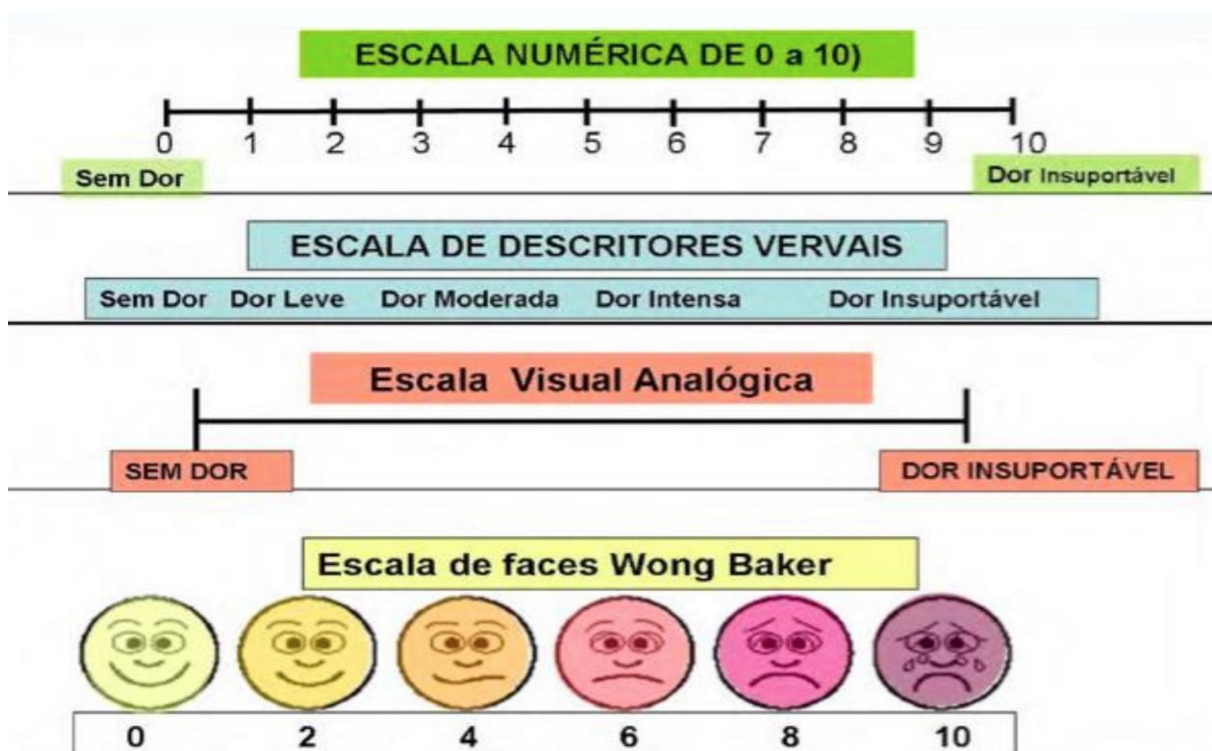 ESCALA NUMÉRICA DE 0 a 10)
0 1 2 3 4 5 6 7 8 9 10
Sem Dor Dor Insuportável
ESCALA DE DESCRITORES VERVAIS
Sem Dor Dor Leve Dor Moderada Dor Intensa Dor Insuportável
Escala Visual Analógica
SEM DOR DOR INSUPORTÁVEL
Escala de faces Wong Baker
0 2 4 6 8 10